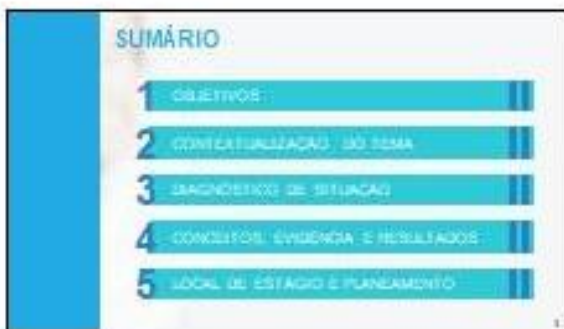 SUMÁRIO
1 OBJETIVOS
2 CONTEXTUALIZAÇÃO DO TEMA
3 DIAGNÓSTICO DE SITUAÇÃO
4 CONCEITOS, EVIDÊNCIA E RESULTADOS
5 LOCAL DE ESTÁGIO E PLANEAMENTO